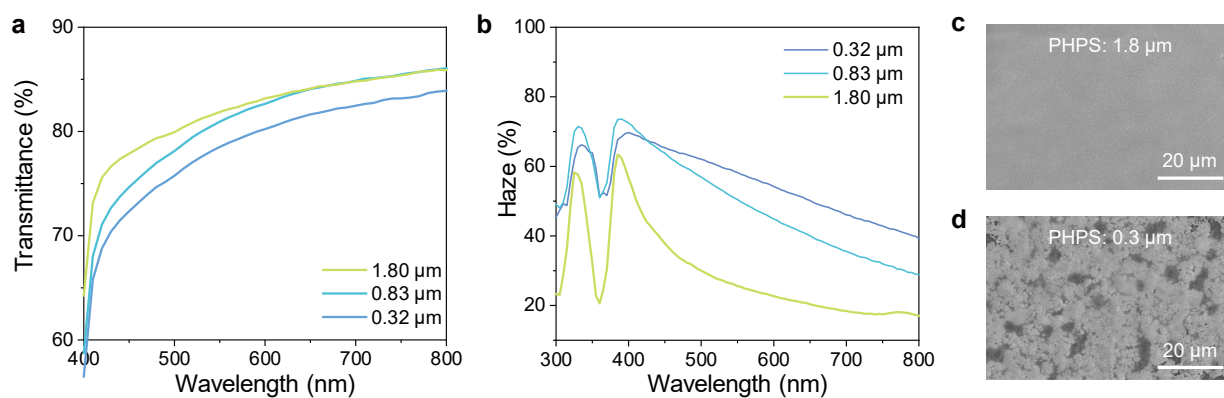 a
90
80
70
60
Transmittance (%)
1.80 µm
0.83 µm
0.32 µm
400 500 600 700 800
Wavelength (nm)
b
100
80
60
40
20
Haze (%)
0.32 µm
0.83 µm
1.80 µm
300 400 500 600 700 800
Wavelength (nm)
c
PHPS: 1.8 µm
20 µm
d
PHPS: 0.3 µm
20 µm